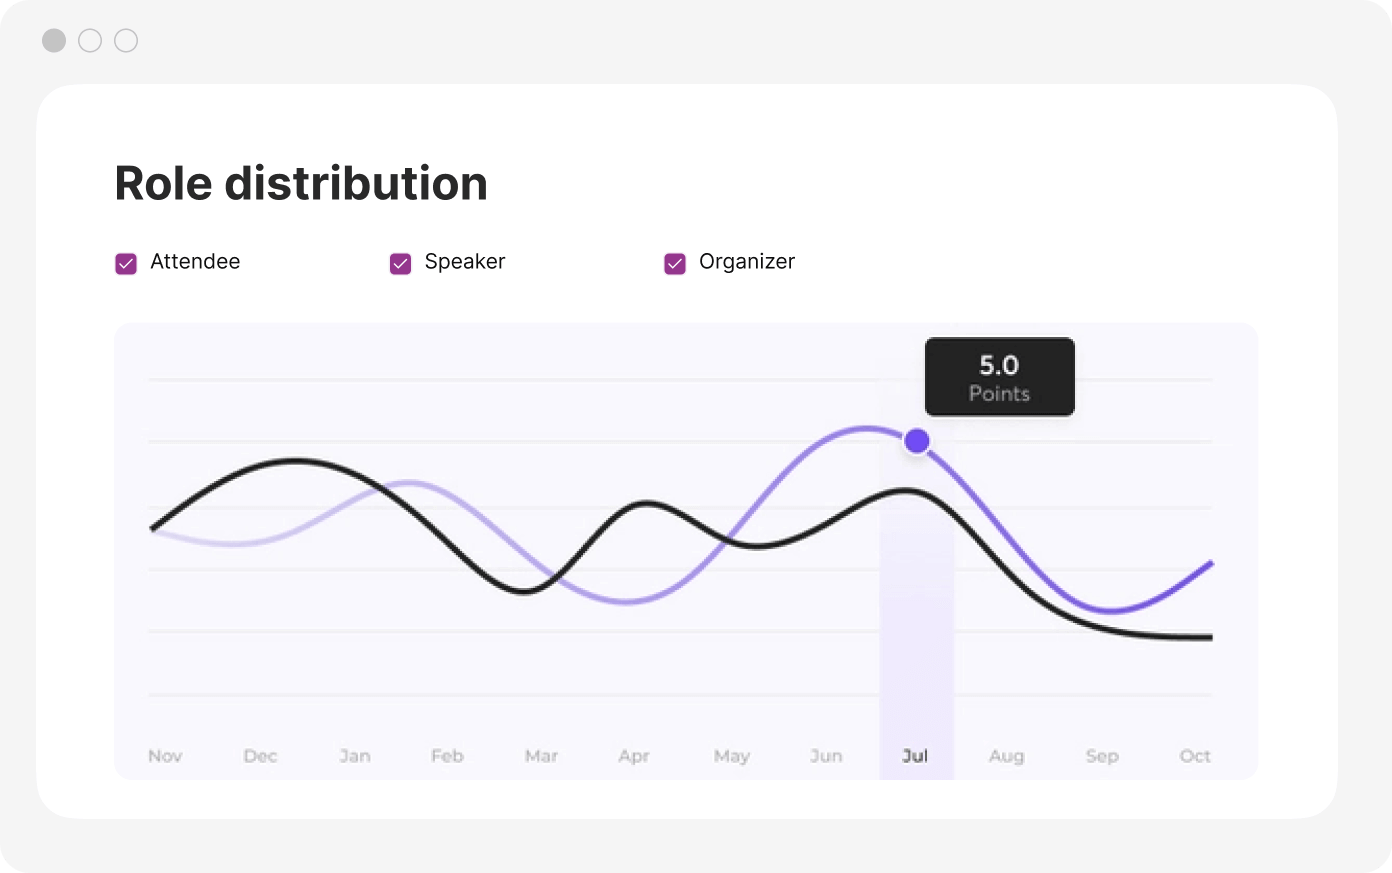 Role distribution
Attendee Speaker Organizer
5.0
Points
Nov Dec Jan Feb Mar Apr May Jun Jul Aug Sep Oct